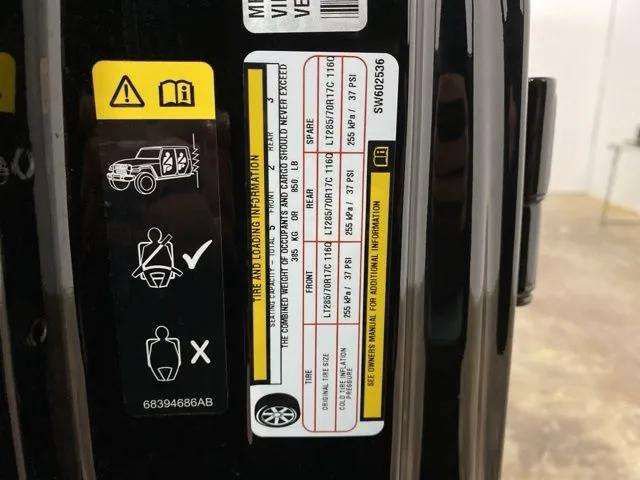 ME
VI
VE
TIRE AND LOADING INFORMATION
SEATING CAPACITY - TOTAL 5 FRONT 2 REAR 3
THE COMBINED WEIGHT OF OCCUPANTS AND CARGO SHOULD NEVER EXCEED
385 KG OR 850 LB
TIRE FRONT REAR SPARE
ORIGINAL TIRE SIZE LT285/70R17C 116Q LT285/70R17C 116Q LT285/70R17C 116Q
COLD TIRE INFLATION PRESSURE 255 kPa / 37 PSI 255 kPa / 37 PSI 255 kPa / 37 PSI
SEE OWNERS MANUAL FOR ADDITIONAL INFORMATION
SW602536
68394686AB